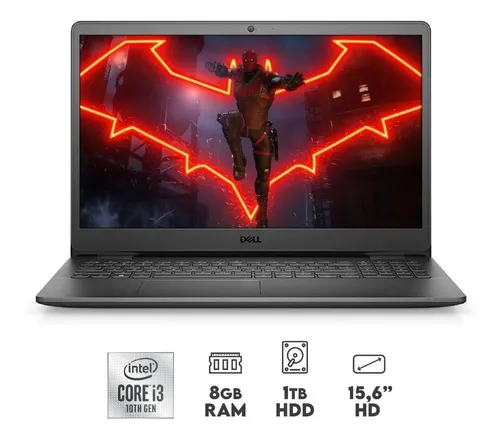 DELL
intel
CORE i3
10TH GEN
8GB
RAM
1TB
HDD
15,6”
HD